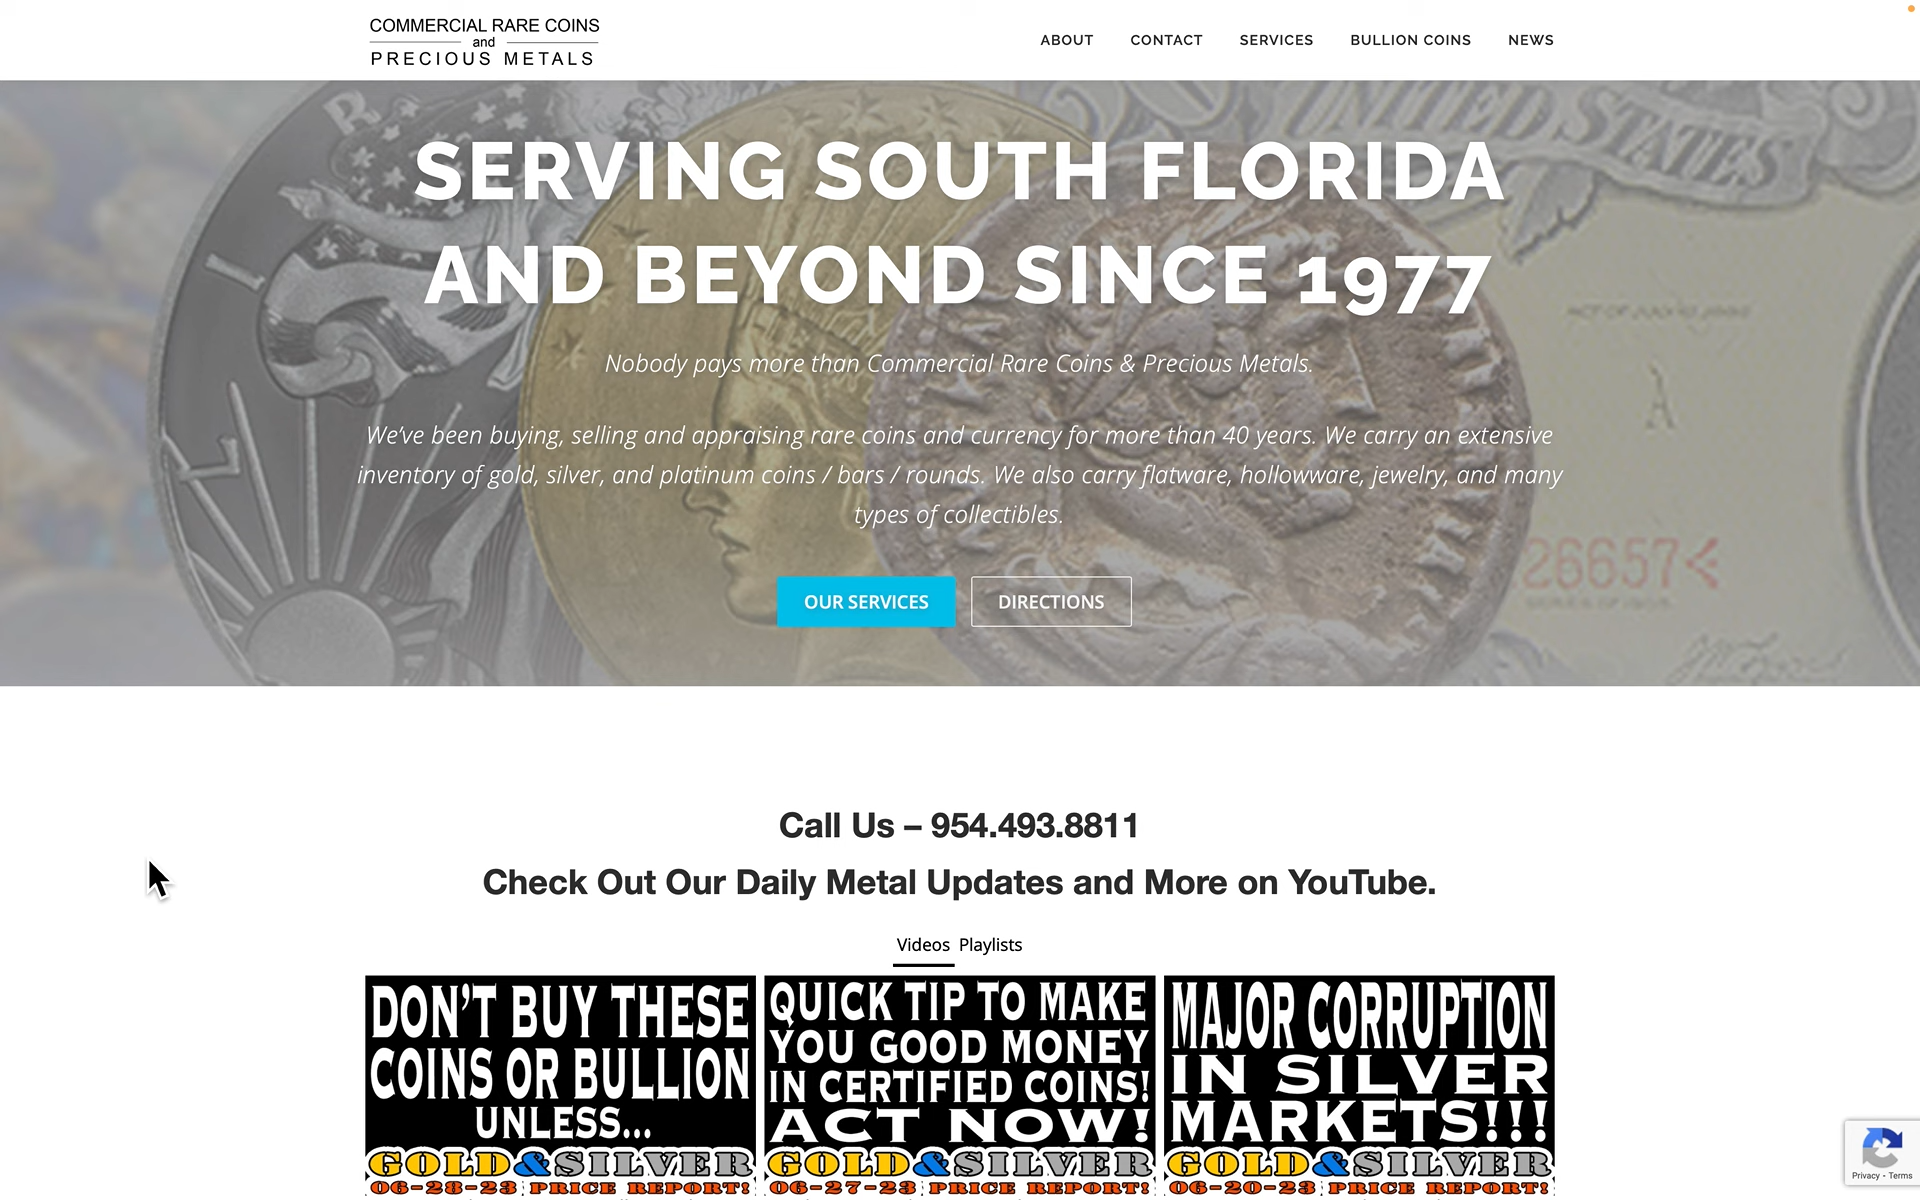 COMMERCIAL RARE COINS
and
PRECIOUS METALS
ABOUT CONTACT SERVICES BULLION COINS NEWS
SERVING SOUTH FLORIDA
AND BEYOND SINCE 1977
Nobody pays more than Commercial Rare Coins & Precious Metals.
We've been buying, selling and appraising rare coins and currency for more than 40 years. We carry an extensive
inventory of gold, silver, and platinum coins / bars / rounds. We also carry flatware, hollowware, jewelry, and many
types of collectibles.
OUR SERVICES DIRECTIONS
UNITED STATES
26657
Call Us – 954.493.8811
Check Out Our Daily Metal Updates and More on YouTube.
Videos Playlists
DON'T BUY THESE
COINS OR BULLION
UNLESS...
GOLD&SILVER
06-28-23 PRICE REPORT!
QUICK TIP TO MAKE
YOU GOOD MONEY
IN CERTIFIED COINS!
ACT NOW!
GOLD&SILVER
06-27-23 PRICE REPORT!
MAJOR CORRUPTION
IN SILVER
MARKETS!!!
GOLD&SILVER
06-20-23 PRICE REPORT!
Privacy - Terms